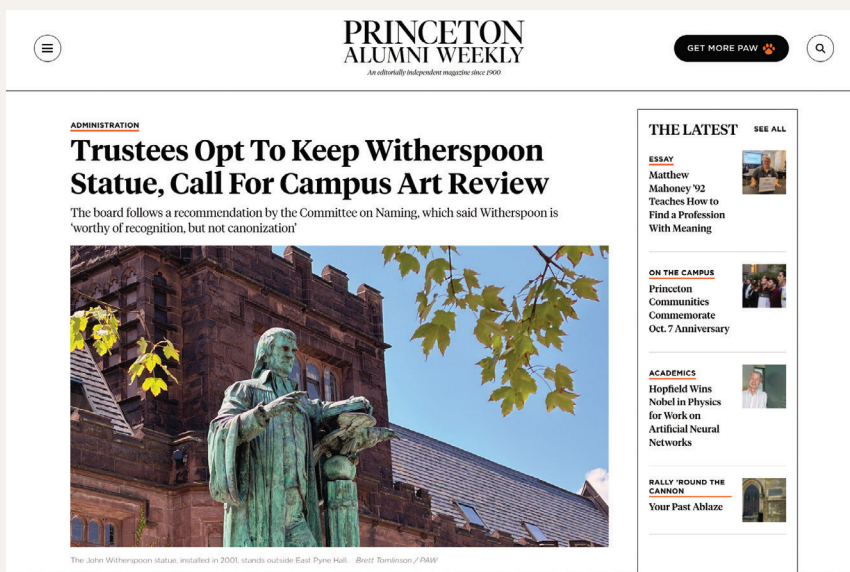 PRINCETON
ALUMNI WEEKLY
An editorially independent magazine since 1900
GET MORE PAW
ADMINISTRATION
Trustees Opt To Keep Witherspoon
Statue, Call For Campus Art Review
The board follows a recommendation by the Committee on Naming, which said Witherspoon is
‘worthy of recognition, but not canonization’
The John Witherspoon statue, installed in 2001, stands outside East Pyne Hall. Brett Tomlinson / PAW
THE LATEST SEE ALL
ESSAY
Matthew
Mahoney ’92
Teaches How to
Find a Profession
With Meaning
ON THE CAMPUS
Princeton
Communities
Commemorate
Oct. 7 Anniversary
ACADEMICS
Hopfield Wins
Nobel in Physics
for Work on
Artificial Neural
Networks
RALLY ’ROUND THE
CANNON
Your Past Ablaze